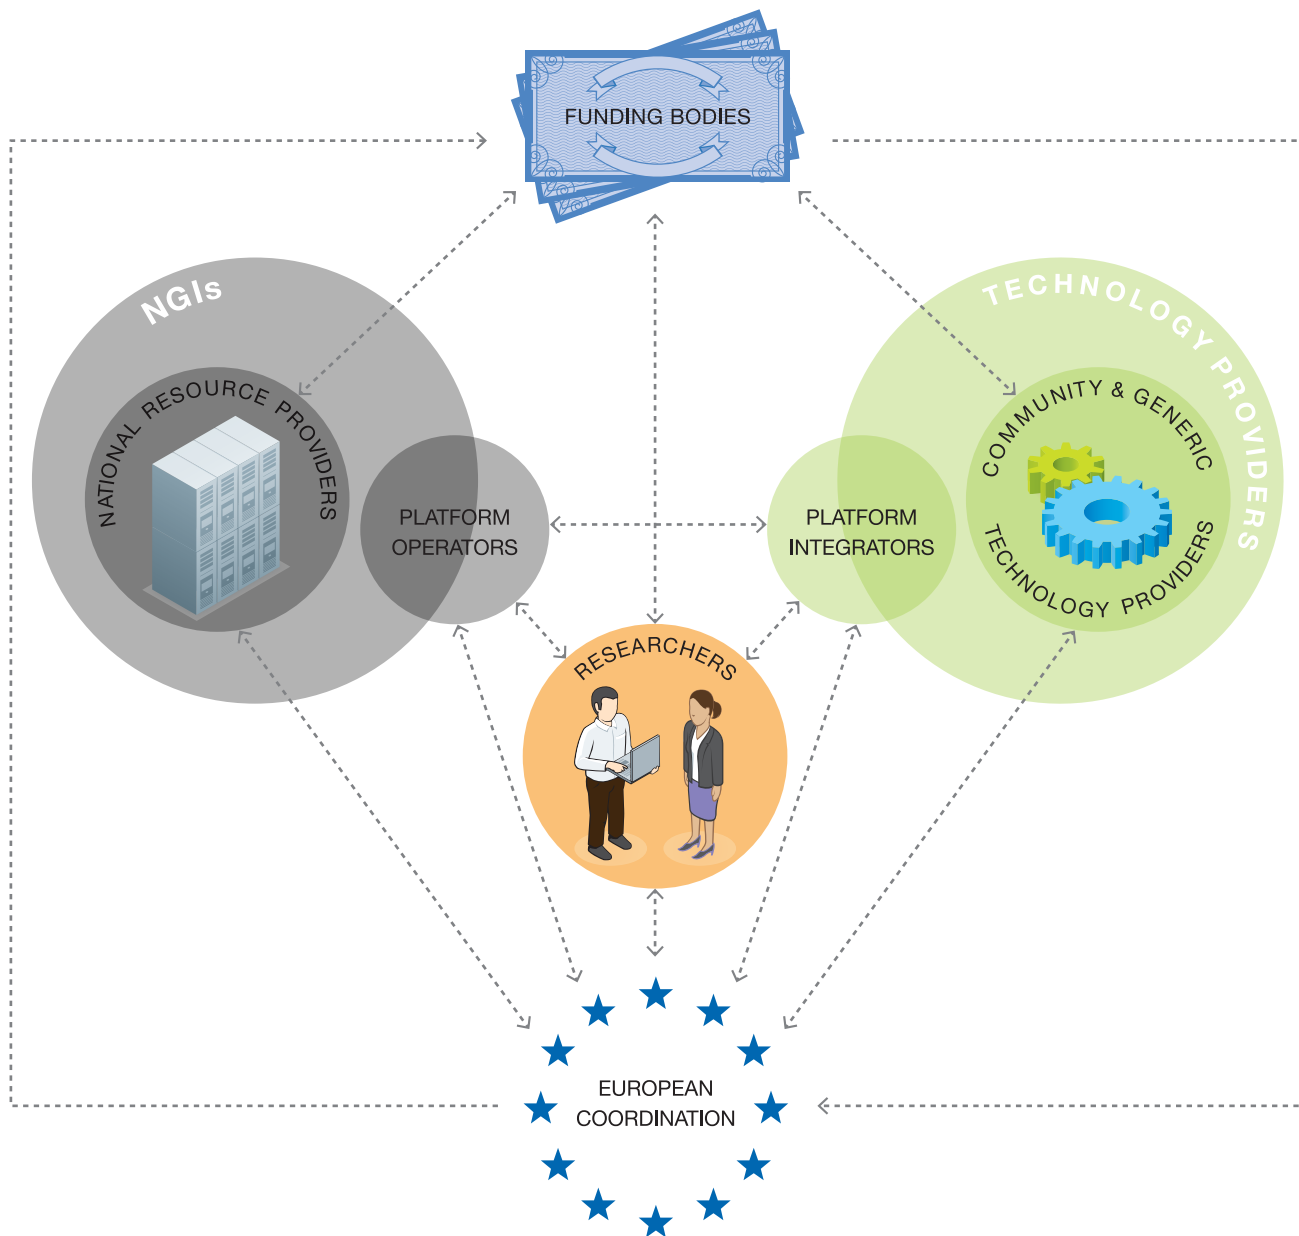 FUNDING BODIES
NGIs
TECHNOLOGY PROVIDERS
NATIONAL RESOURCE PROVIDERS
COMMUNITY & GENERIC
TECHNOLOGY PROVIDERS
PLATFORM
OPERATORS
PLATFORM
INTEGRATORS
RESEARCHERS
EUROPEAN
COORDINATION